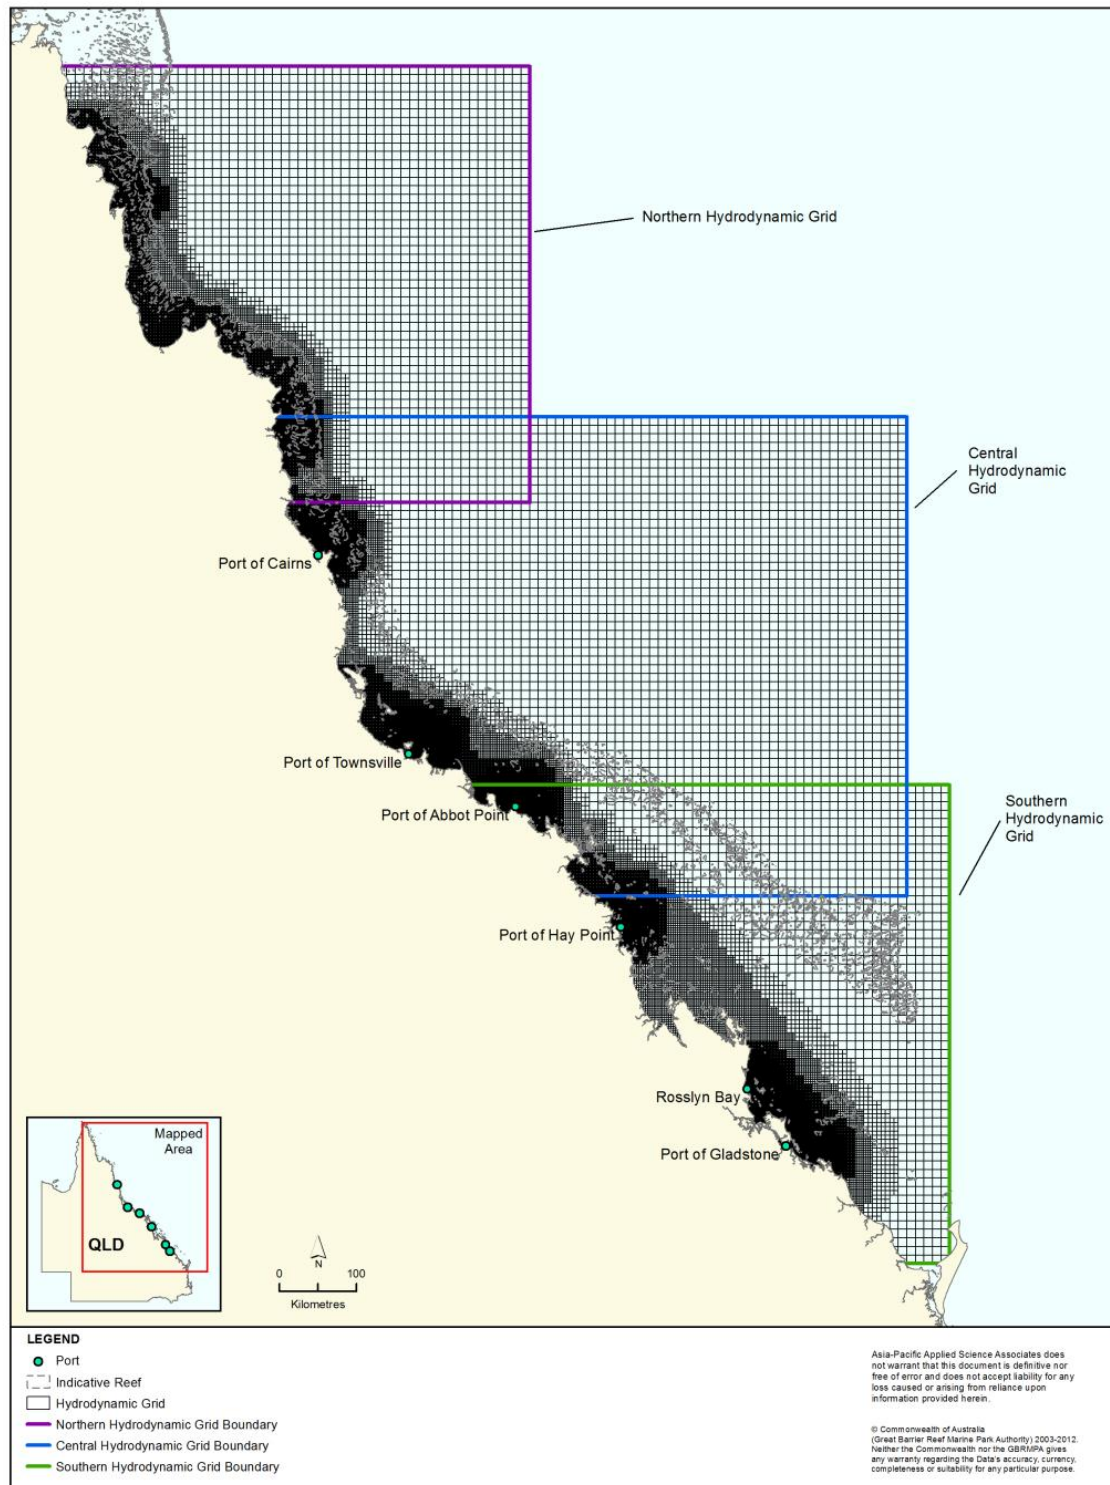 Northern Hydrodynamic Grid
Central
Hydrodynamic
Grid
Port of Cairns
Port of Townsville
Southern
Hydrodynamic
Grid
Port of Abbot Point
Port of Hay Point
Rosslyn Bay
Port of Gladstone
Mapped
Area
QLD
N
0 100
Kilometres
LEGEND
Port
Indicative Reef
Hydrodynamic Grid
Northern Hydrodynamic Grid Boundary
Central Hydrodynamic Grid Boundary
Southern Hydrodynamic Grid Boundary
Asia-Pacific Applied Science Associates does
not warrant that this document is definitive nor
free of error and does not accept liability for any
loss caused or arising from reliance upon
information provided herein.
© Commonwealth of Australia
(Great Barrier Reef Marine Park Authority) 2003-2012.
Neither the Commonwealth nor the GBRMPA gives
any warranty regarding the Data's accuracy, currency,
completeness or suitability for any particular purpose.